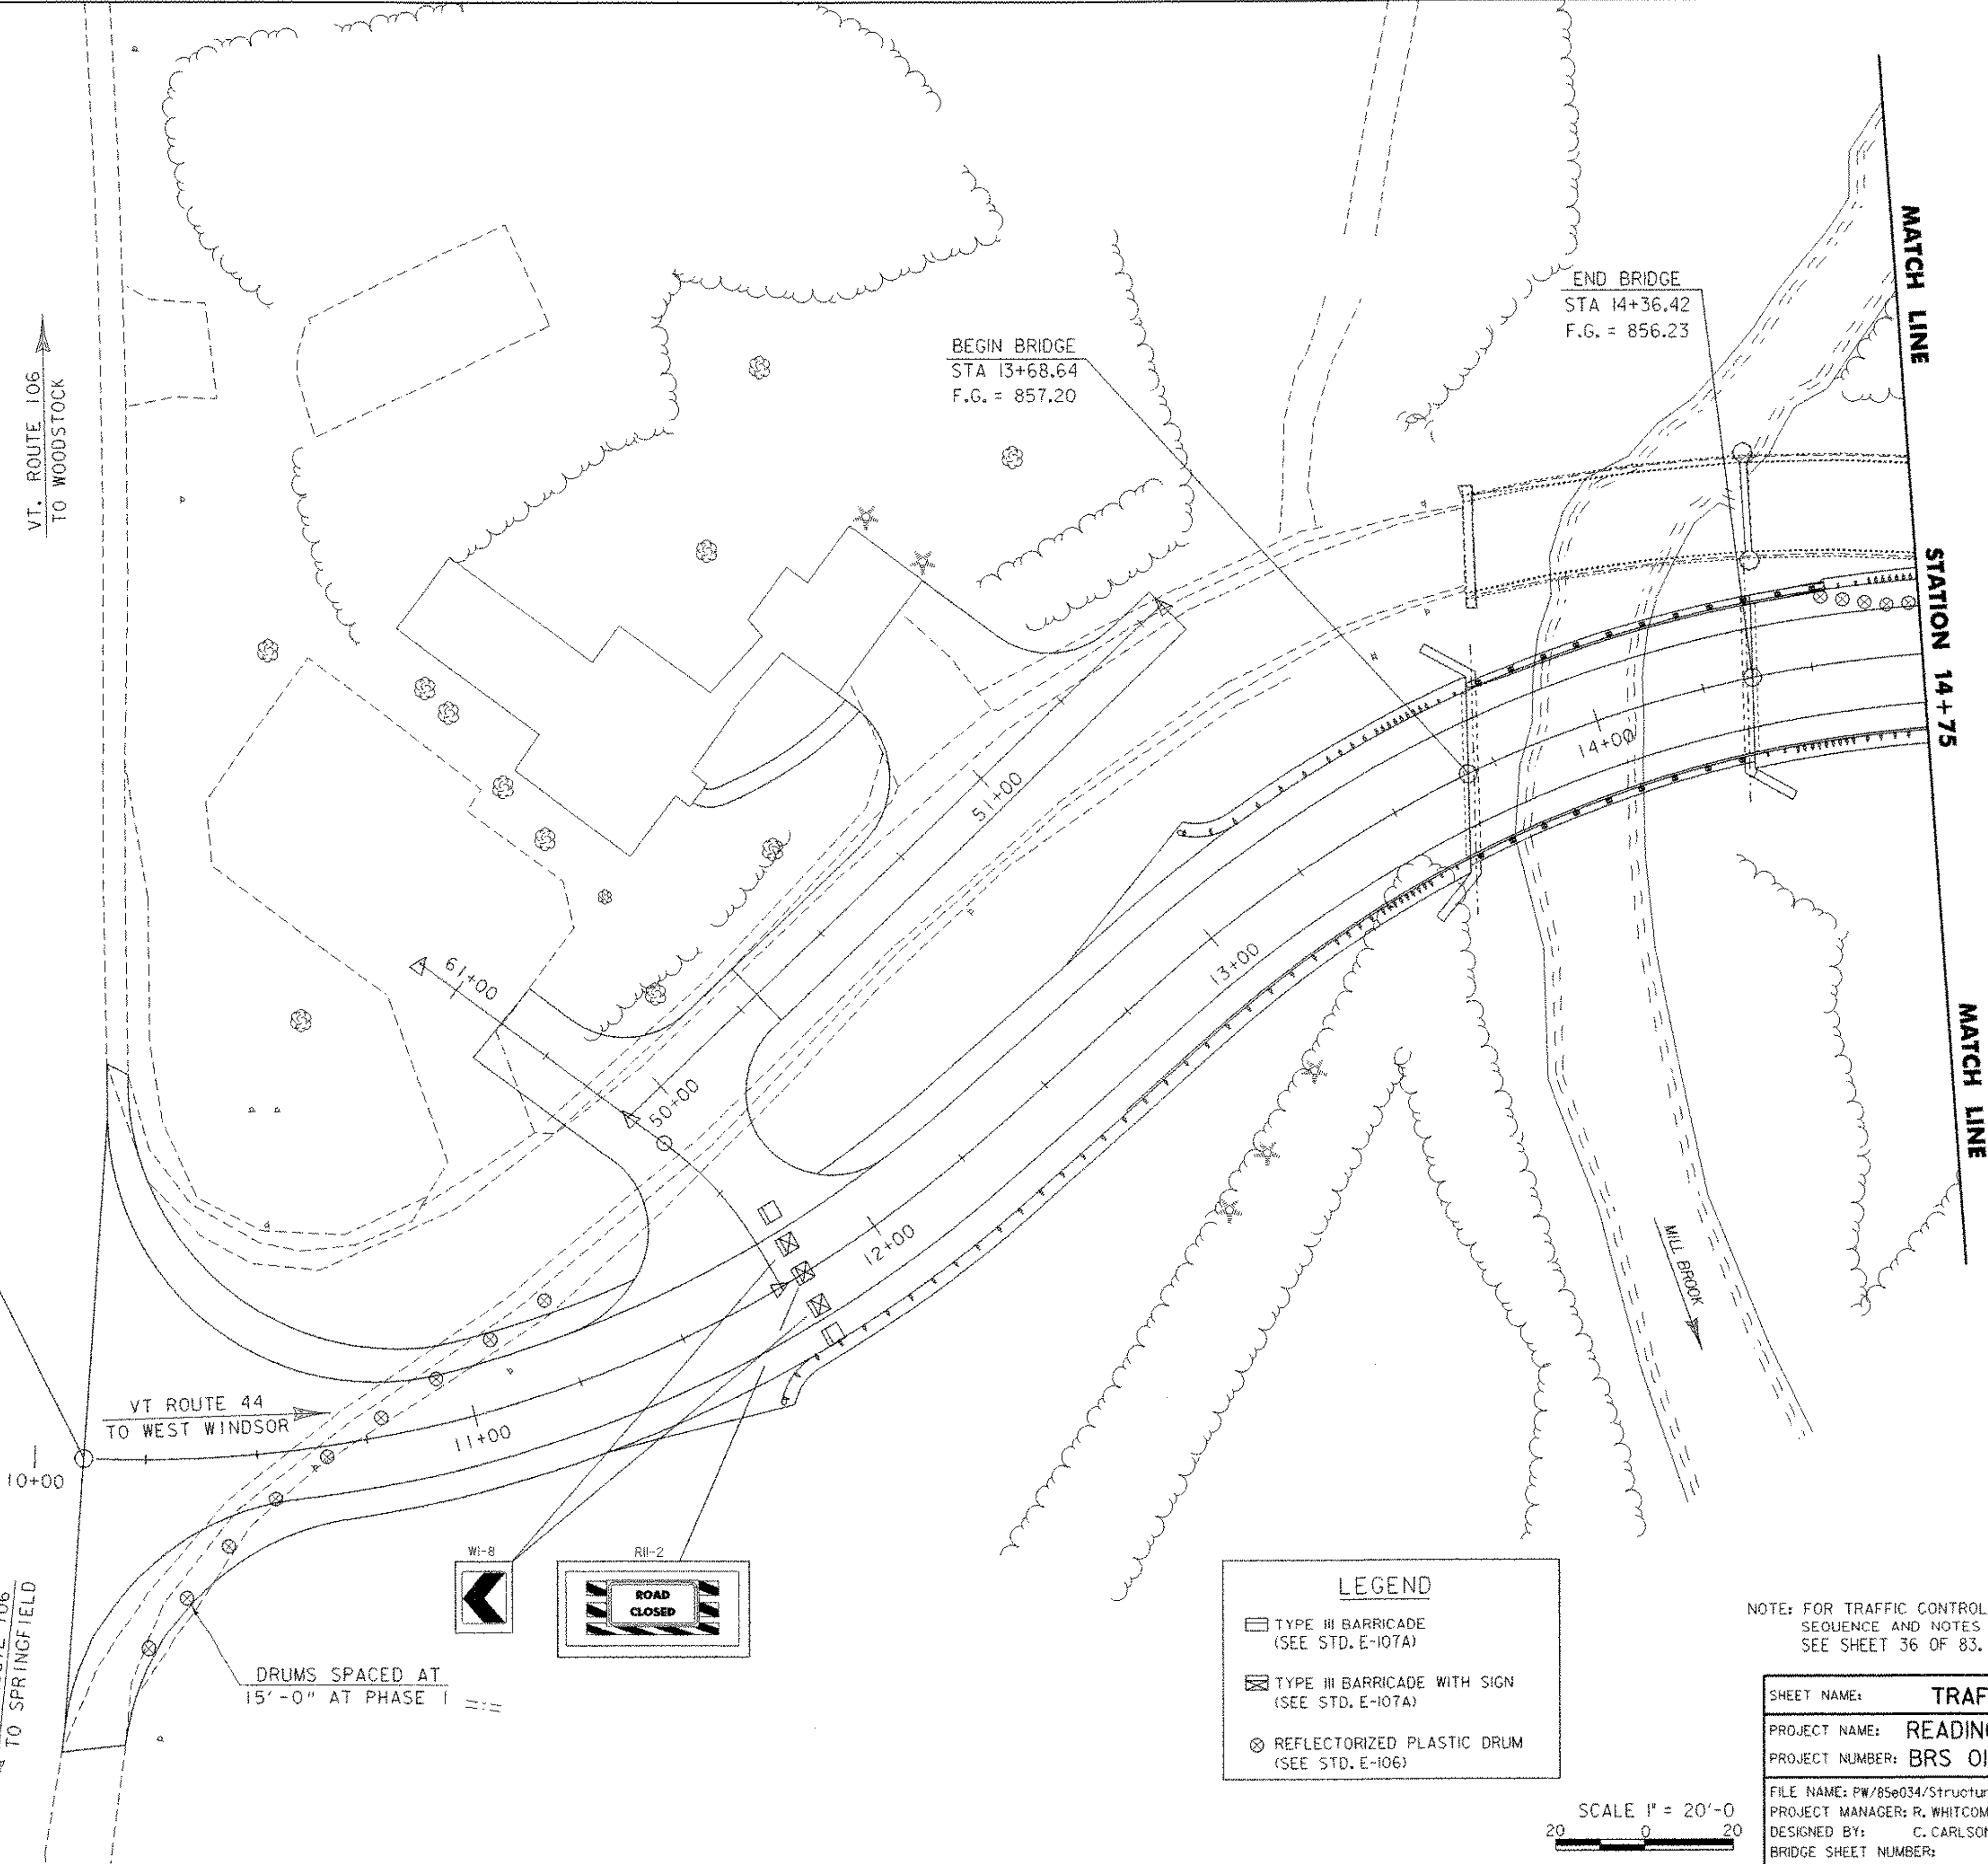 VT. ROUTE 106
TO WOODSTOCK
BEGIN BRIDGE
STA 13+68.64
F.G. = 857.20
END BRIDGE
STA 14+36.42
F.G. = 856.23
MATCH LINE
STATION 14+75
MATCH LINE
14+00
51+00
61+00
50+00
13+00
12+00
MILL BROOK
VT ROUTE 44
TO WEST WINDSOR
11+00
10+00
106
TO SPRINGFIELD
W1-8
R11-2
ROAD
CLOSED
DRUMS SPACED AT
15'-0" AT PHASE 1
LEGEND
TYPE III BARRICADE
(SEE STD. E-107A)
TYPE III BARRICADE WITH SIGN
(SEE STD. E-107A)
REFLECTORIZED PLASTIC DRUM
(SEE STD. E-106)
NOTE: FOR TRAFFIC CONTROL
SEQUENCE AND NOTES
SEE SHEET 36 OF 83.
SHEET NAME: TRAF
PROJECT NAME: READING
PROJECT NUMBER: BRS 01
FILE NAME: PW/85e034/Structur
PROJECT MANAGER: R. WHITCOM
DESIGNED BY: C. CARLSON
BRIDGE SHEET NUMBER:
SCALE 1" = 20'-0
20 0 20